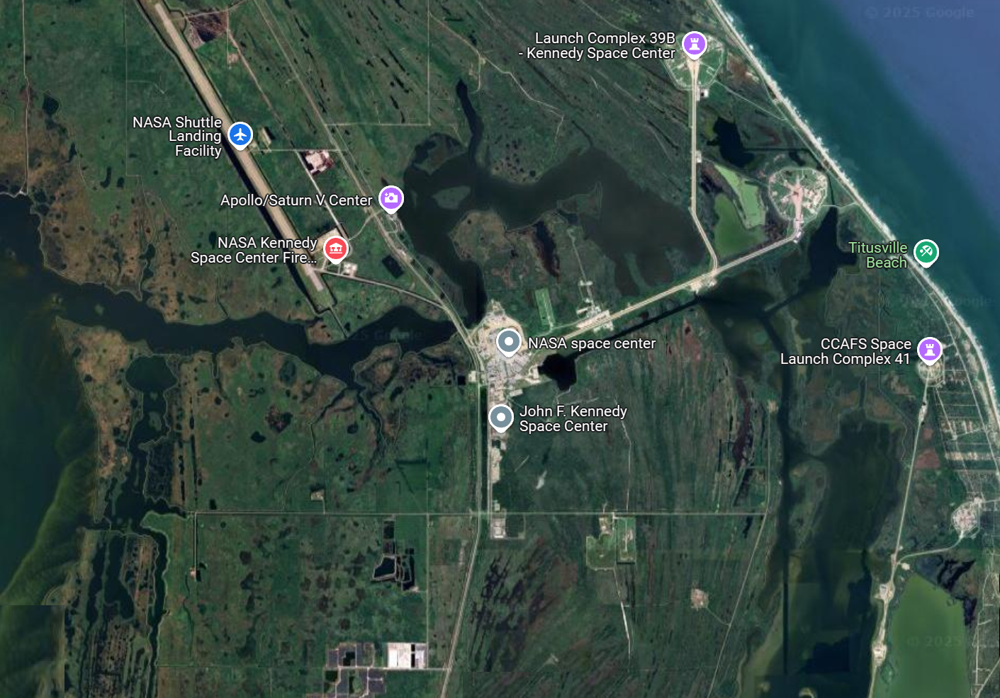 © 2025 Google
Launch Complex 39B
- Kennedy Space Center
NASA Shuttle
Landing
Facility
Apollo/Saturn V Center
NASA Kennedy
Space Center Fire...
Titusville
Beach
NASA space center
CCAFS Space
Launch Complex 41
John F. Kennedy
Space Center
© 2025